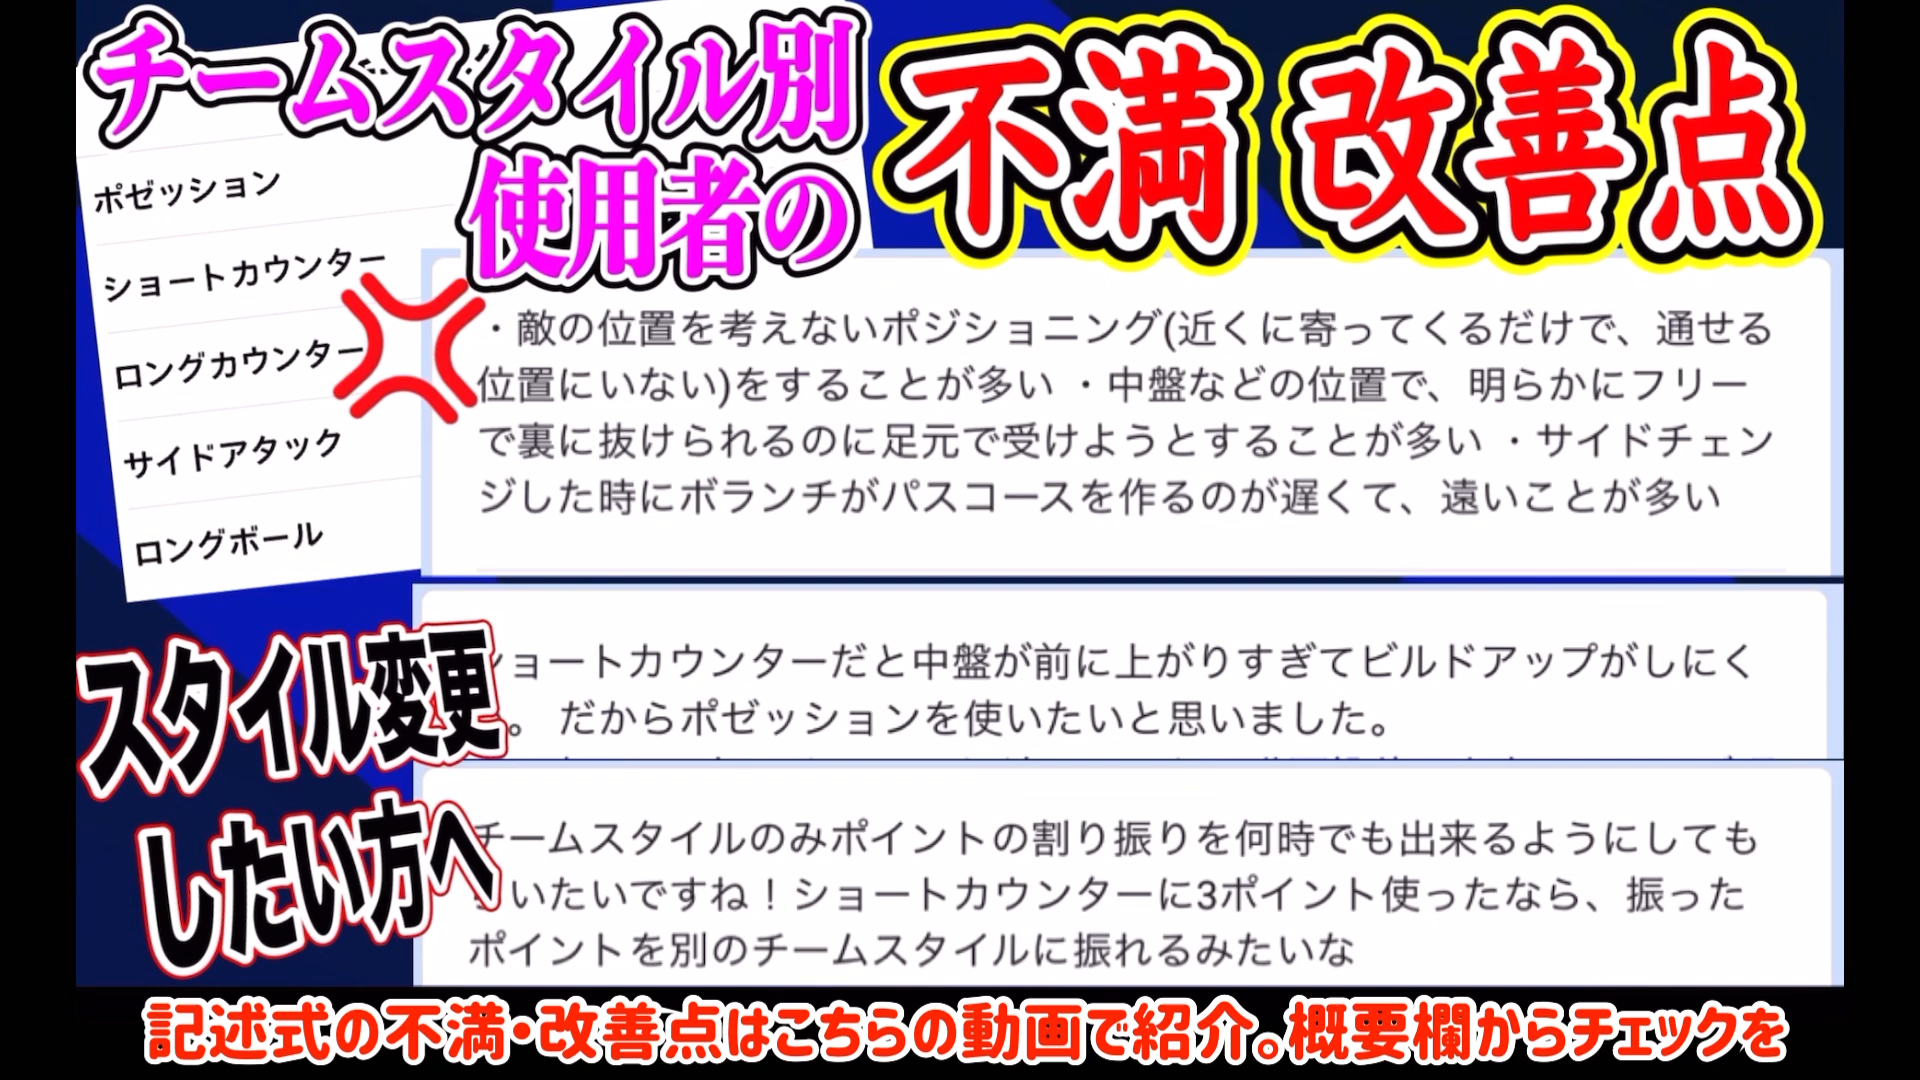 チームスタイル別
使用者の
不満 改善点
ポゼッション
ショートカウンター
ロングカウンター
サイドアタック
ロングボール
・敵の位置を考えないポジショニング(近くに寄ってくるだけで、通せる
位置にいない)をすることが多い ・中盤などの位置で、明らかにフリー
で裏に抜けられるのに足元で受けようとすることが多い ・サイドチェン
ジした時にボランチがパスコースを作るのが遅くて、遠いことが多い
スタイル変更
したい方へ
ショートカウンターだと中盤が前に上がりすぎてビルドアップがしにく
。 だからポゼッションを使いたいと思いました。
チームスタイルのみポイントの割り振りを何時でも出来るようにしても
いたいですね！ショートカウンターに3ポイント使ったなら、振った
ポイントを別のチームスタイルに振れるみたいな
記述式の不満・改善点はこちらの動画で紹介。概要欄からチェックを